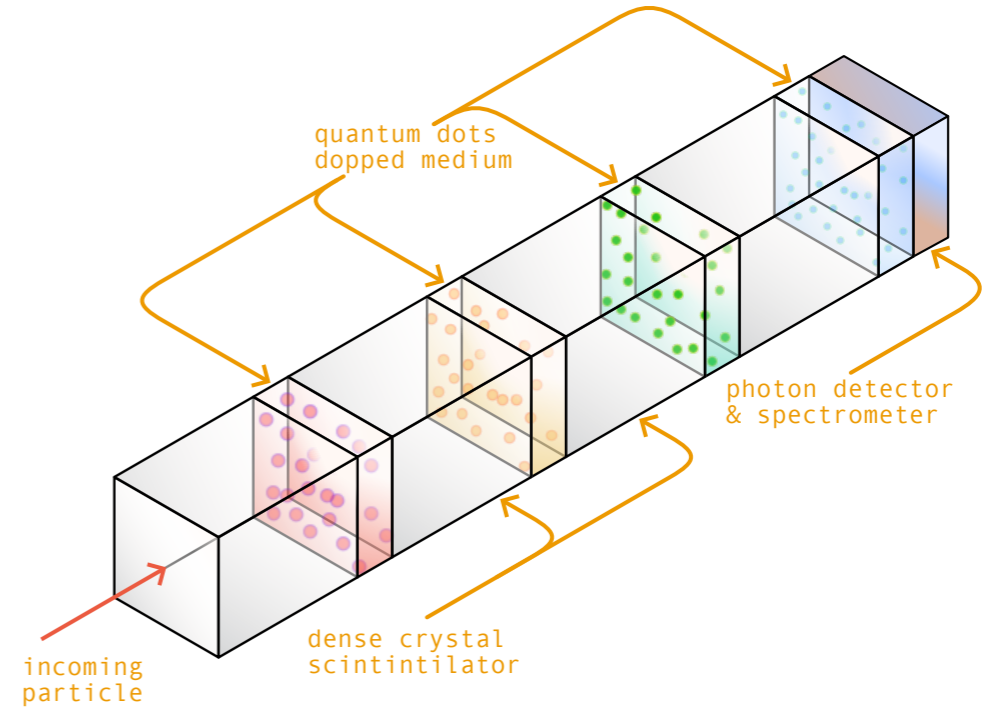 quantum dots
dopped medium
photon detector
& spectrometer
dense crystal
scintintilator
incoming
particle